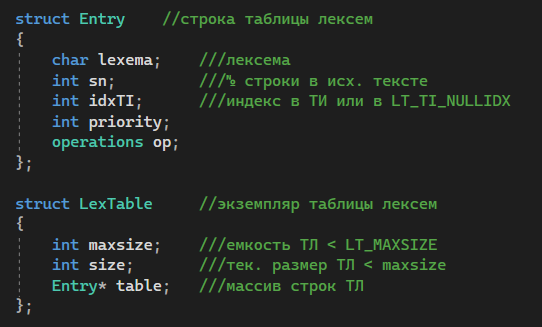 struct Entry    //строка таблицы лексем
{
    char lexema;    ///лексема
    int sn;         ///№ строки в исх. тексте
    int idxTI;      ///индекс в ТИ или в LT_TI_NULLIDX
    int priority;
    operations op;
};
struct LexTable     //экземпляр таблицы лексем
{
    int maxsize;    ///емкость ТЛ < LT_MAXSIZE
    int size;       ///тек. размер ТЛ < maxsize
    Entry* table;   ///массив строк ТЛ
};